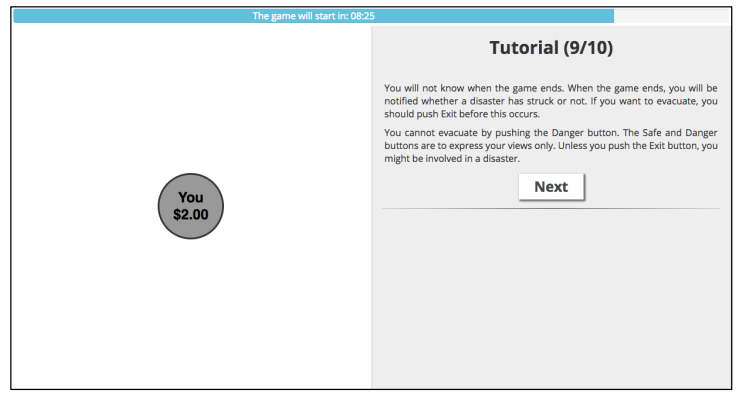 The game will start in: 08:25
Tutorial (9/10)
You will not know when the game ends. When the game ends, you will be
notified whether a disaster has struck or not. If you want to evacuate, you
should push Exit before this occurs.
You cannot evacuate by pushing the Danger button. The Safe and Danger
buttons are to express your views only. Unless you push the Exit button, you
might be involved in a disaster.
Next
You
$2.00